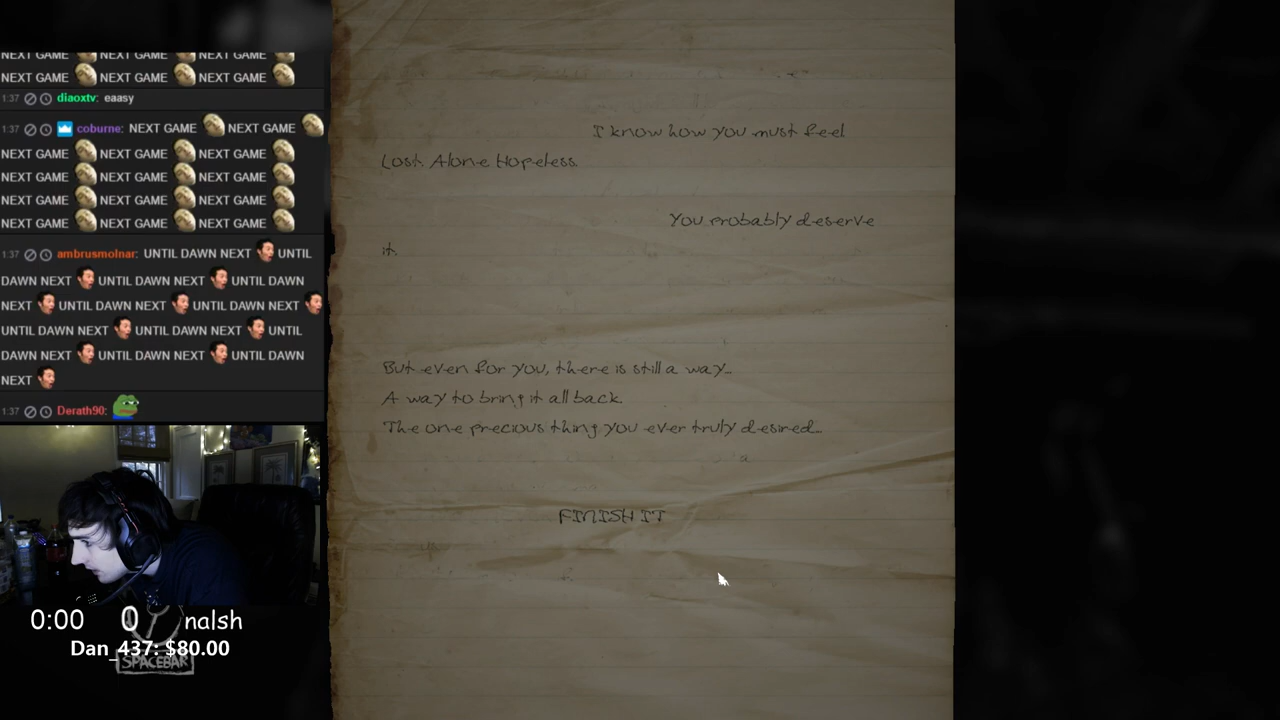 NEXT GAME NEXT GAME NEXT GAME
NEXT GAME NEXT GAME NEXT GAME
1:37 diaoxtv: eaasy
1:37 coburne: NEXT GAME NEXT GAME
NEXT GAME NEXT GAME NEXT GAME
NEXT GAME NEXT GAME NEXT GAME
NEXT GAME NEXT GAME NEXT GAME
NEXT GAME NEXT GAME NEXT GAME
1:37 ambrusmolnar: UNTIL DAWN NEXT UNTIL
DAWN NEXT UNTIL DAWN NEXT UNTIL DAWN
NEXT UNTIL DAWN NEXT UNTIL DAWN NEXT
UNTIL DAWN NEXT UNTIL DAWN NEXT UNTIL
DAWN NEXT UNTIL DAWN NEXT UNTIL DAWN
NEXT
1:37 Derath90:
0:00 0 nalsh
Dan_437: $80.00
SPACEBAR
I know how you must feel
Lost. Alone Hopeless.
You probably deserve
it.
But even for you, there is still a way...
A way to bring it all back.
The one precious thing you ever truly desired...
a
FINISH IT